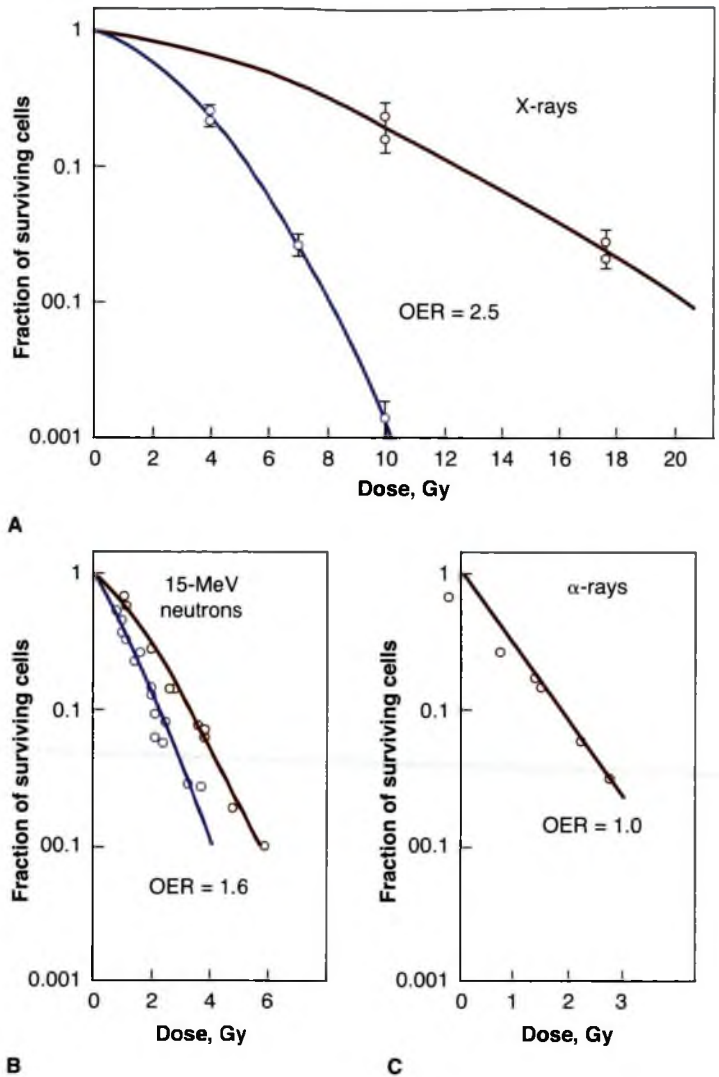 Fraction of surviving cells
1
0.1
00.1
0.001
X-rays
OER = 2.5
0 2 4 6 8 10 12 14 16 18 20
Dose, Gy
A
Fraction of surviving cells
1
0.1
00.1
0.001
15-MeV
neutrons
OER = 1.6
0 2 4 6
Dose, Gy
B
Fraction of surviving cells
1
0.1
00.1
0.001
α-rays
OER = 1.0
0 1 2 3
Dose, Gy
C